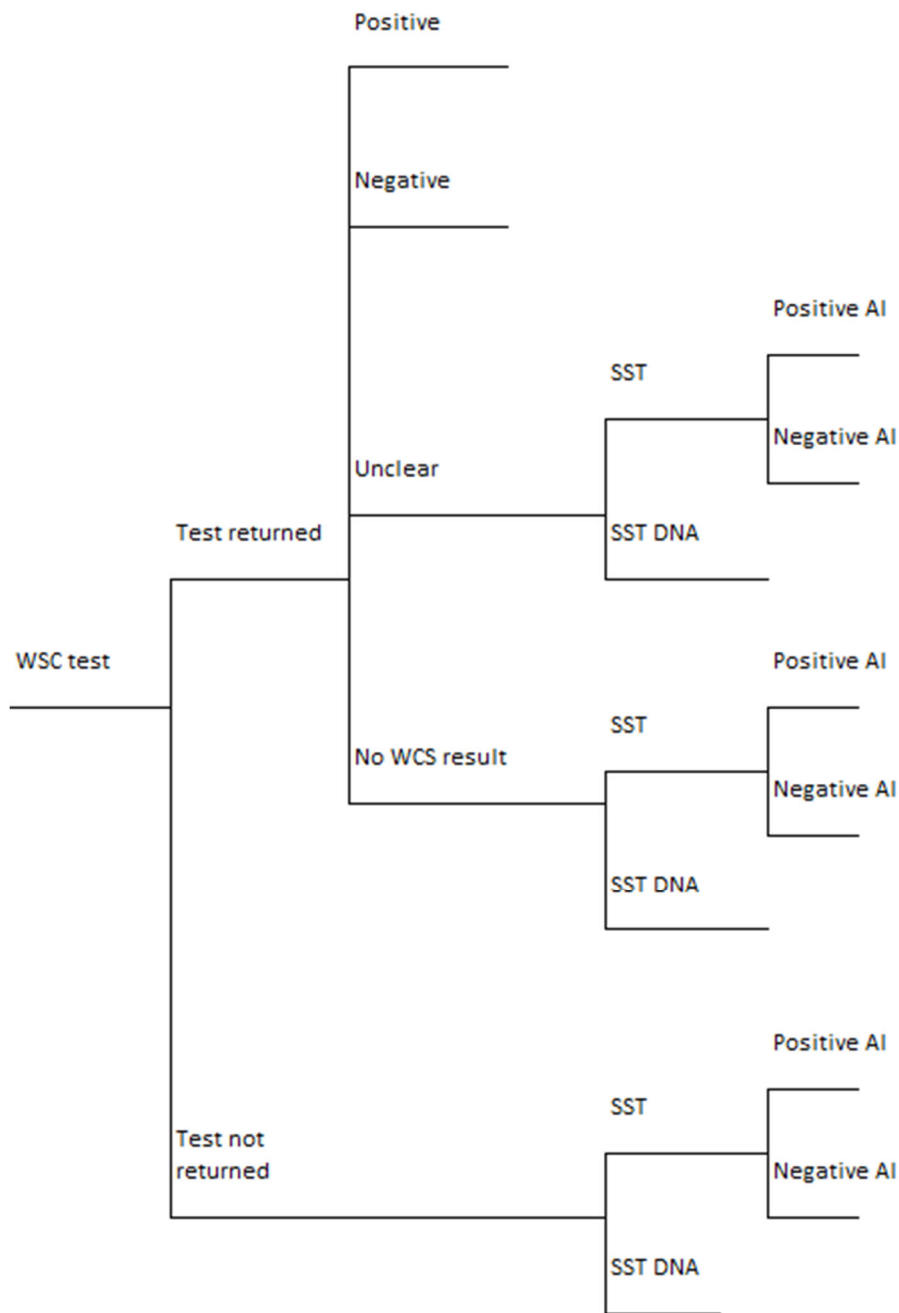 Positive
Negative
Positive AI
SST
Negative AI
Unclear
Test returned
SST DNA
WSC test
Positive AI
SST
No WCS result
Negative AI
SST DNA
Positive AI
SST
Test not
returned
Negative AI
SST DNA